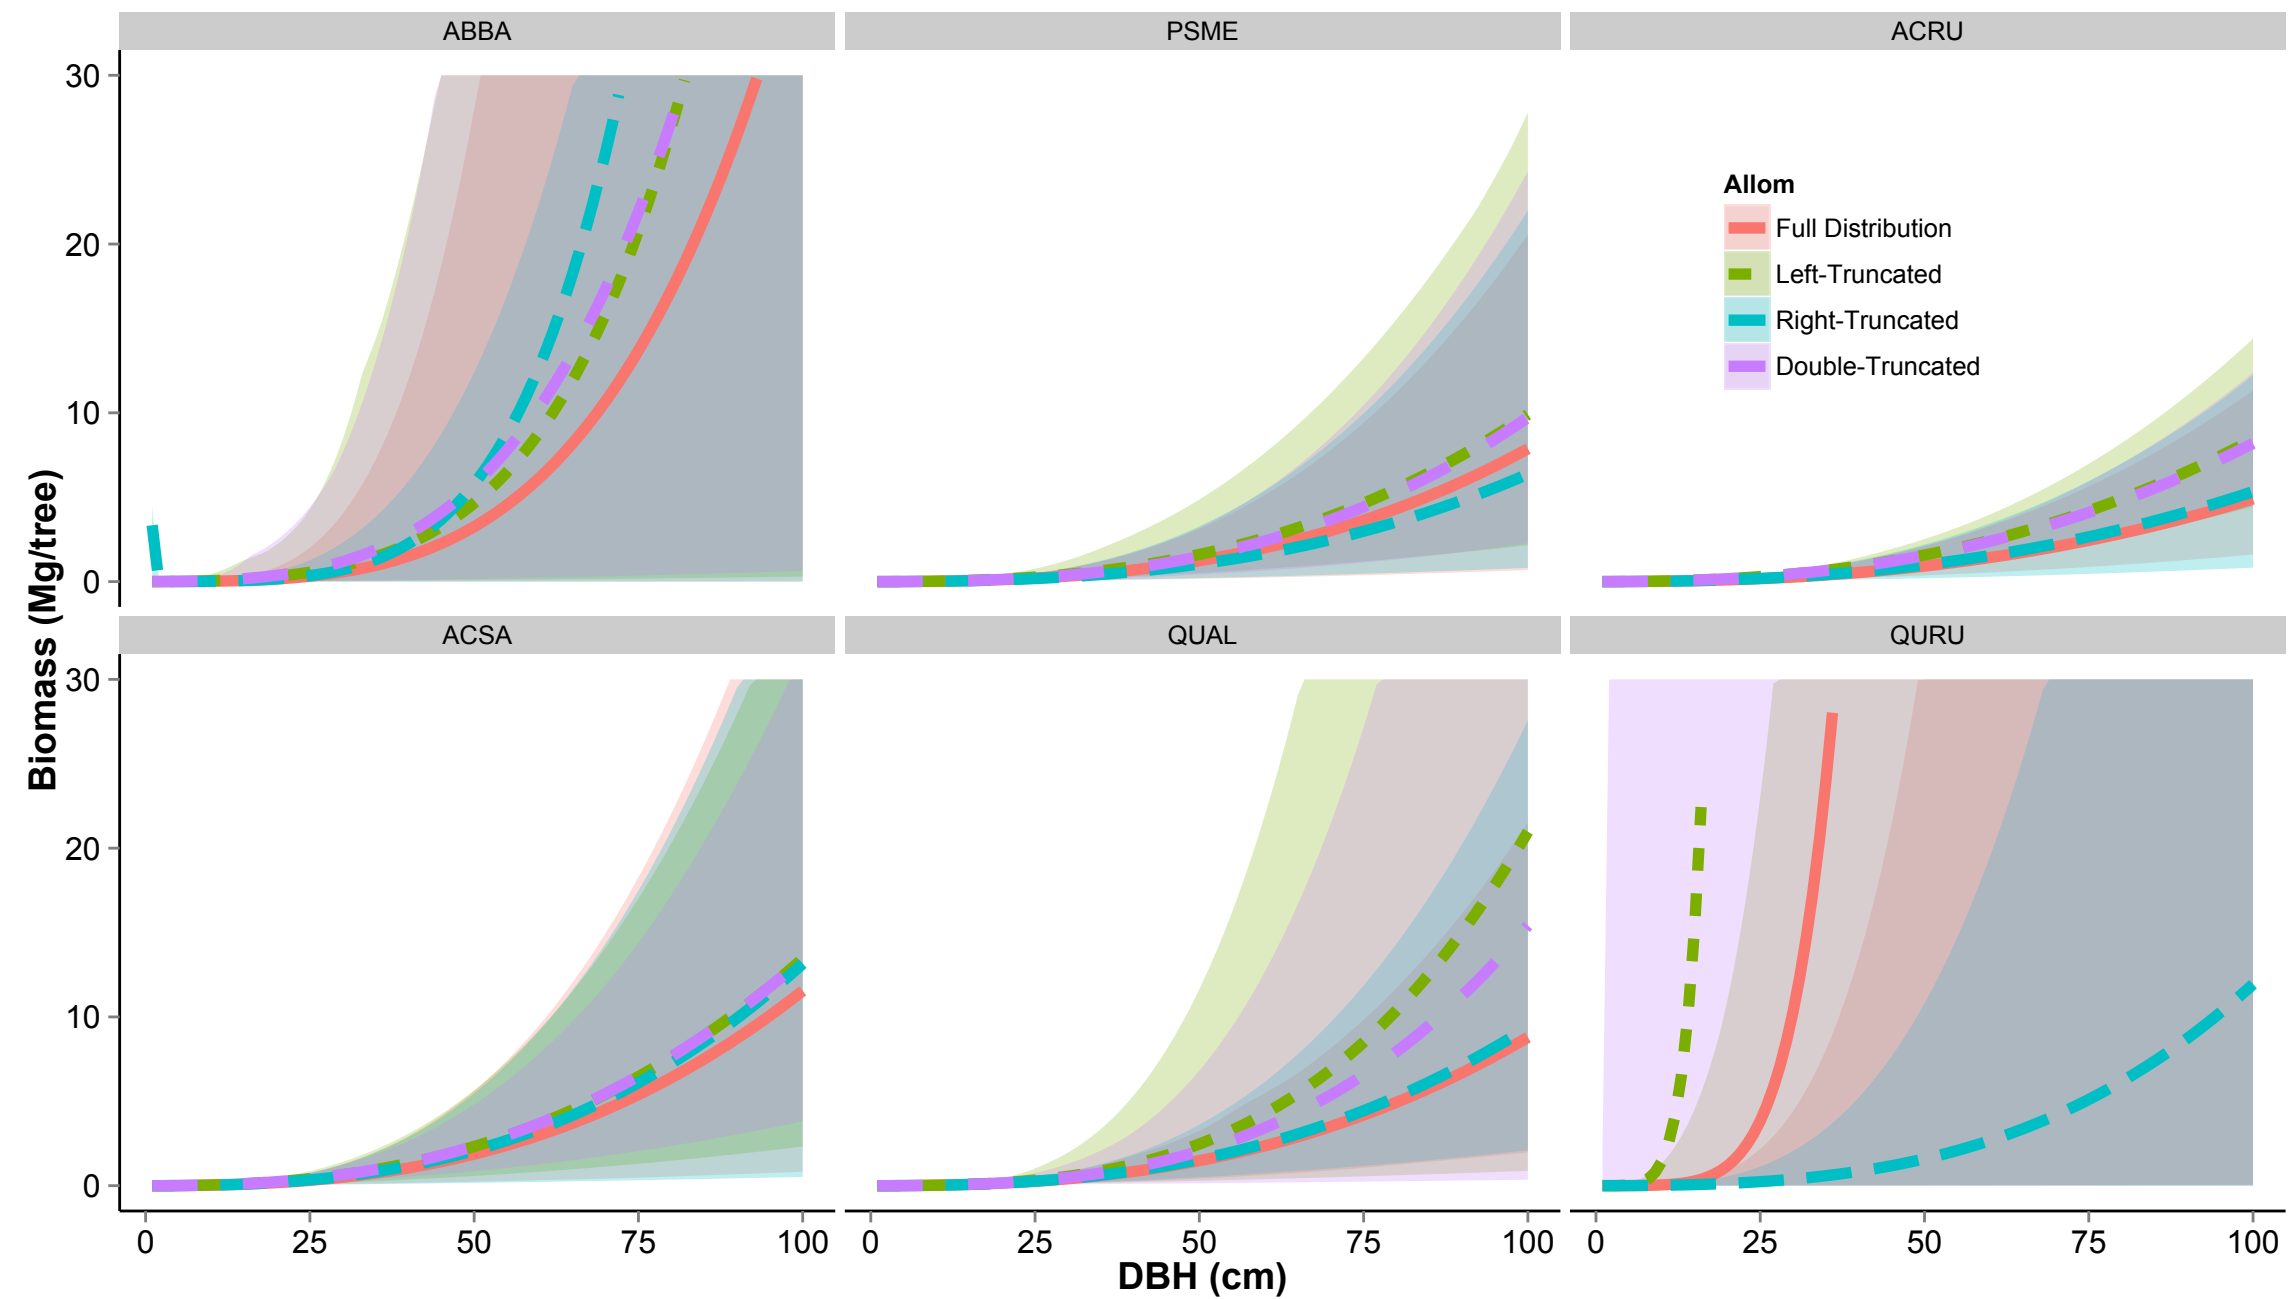 ABBA
PSME
ACRU
30
20
10
0
Allom
Full Distribution
Left-Truncated
Right-Truncated
Double-Truncated
Biomass (Mg/tree)
ACSA
QUAL
QURU
30
20
10
0
0 25 50 75 100
0 25 50 75 100
0 25 50 75 100
DBH (cm)